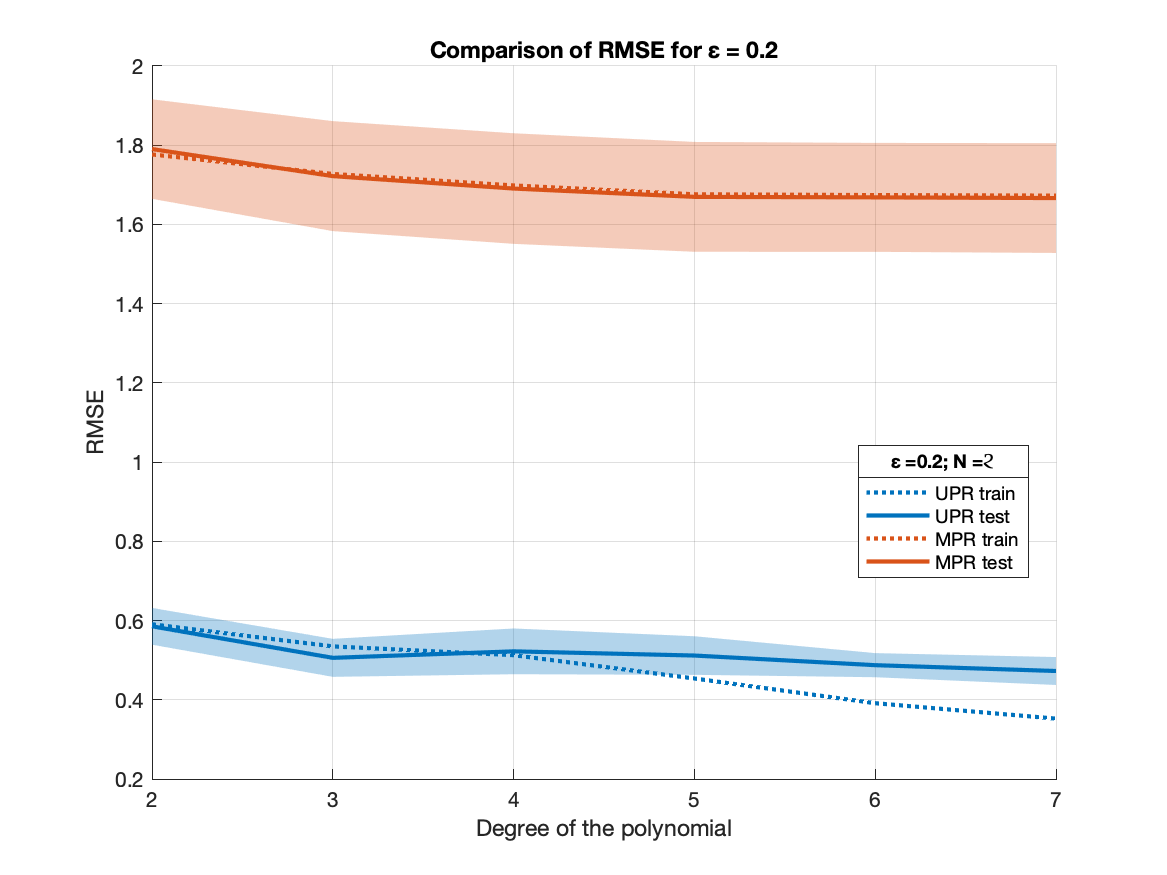 Comparison of RMSE for ε = 0.2
2
1.8
1.6
1.4
1.2
1
0.8
0.6
0.4
0.2
RMSE
2 3 4 5 6 7
Degree of the polynomial
ε =0.2; N =
UPR train
UPR test
MPR train
MPR test